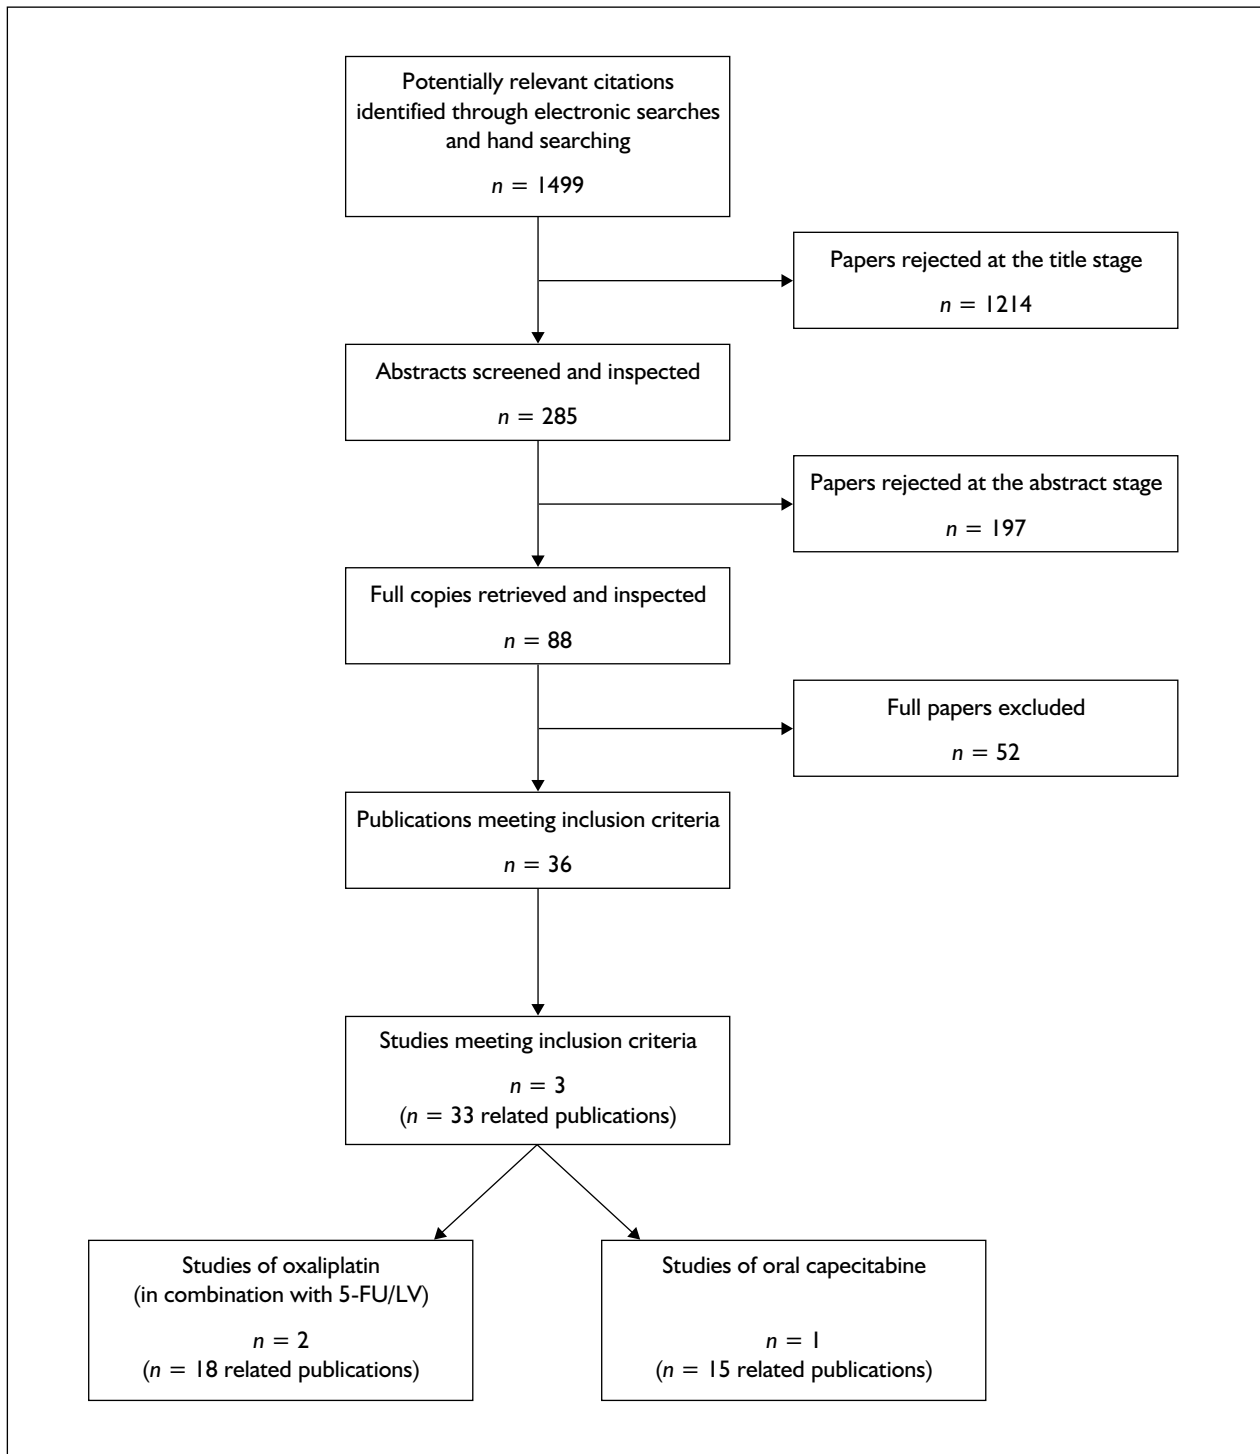 Potentially relevant citations
identified through electronic searches
and hand searching
n = 1499
Papers rejected at the title stage
n = 1214
Abstracts screened and inspected
n = 285
Papers rejected at the abstract stage
n = 197
Full copies retrieved and inspected
n = 88
Full papers excluded
n = 52
Publications meeting inclusion criteria
n = 36
Studies meeting inclusion criteria
n = 3
(n = 33 related publications)
Studies of oxaliplatin
(in combination with 5-FU/LV)
n = 2
(n = 18 related publications)
Studies of oral capecitabine
n = 1
(n = 15 related publications)